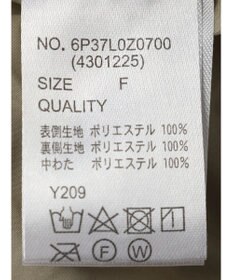 NO. 6P37L0Z0700
(4301225)
SIZE F
QUALITY
表側生地 ポリエステル 100%
裏側生地 ポリエステル 100%
中わた ポリエステル 100%
Y209
F W